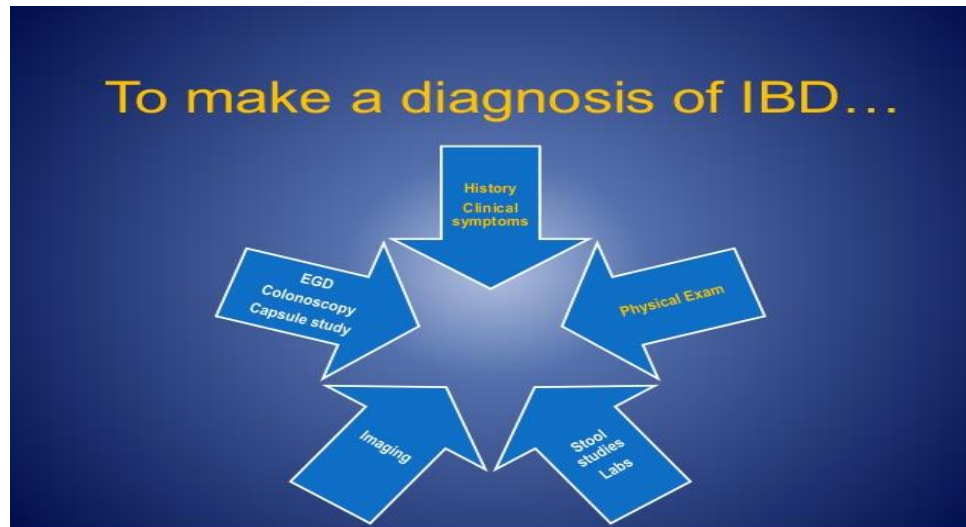 To make a diagnosis of IBD...
History
Clinical
symptoms
Physical Exam
Stool
studies
Labs
Imaging
EGD
Colonoscopy
Capsule study